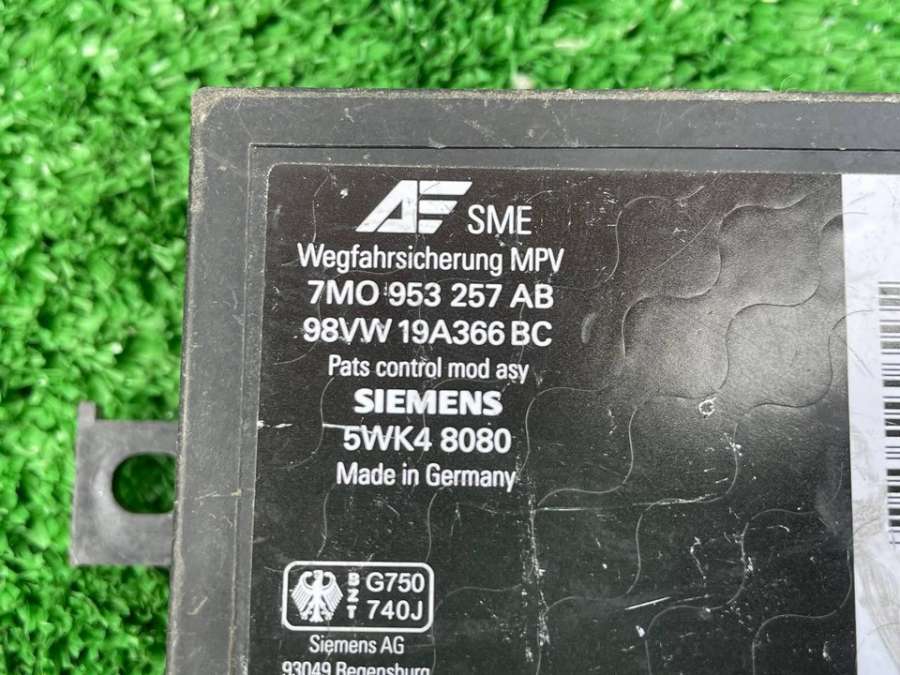 AE SME
Wegfahrsicherung MPV
7MO 953 257 AB
98VW 19A366 BC
Pats control mod asy
SIEMENS
5WK4 8080
Made in Germany
BZT G750
740J
Siemens AG
93049 Regensburg